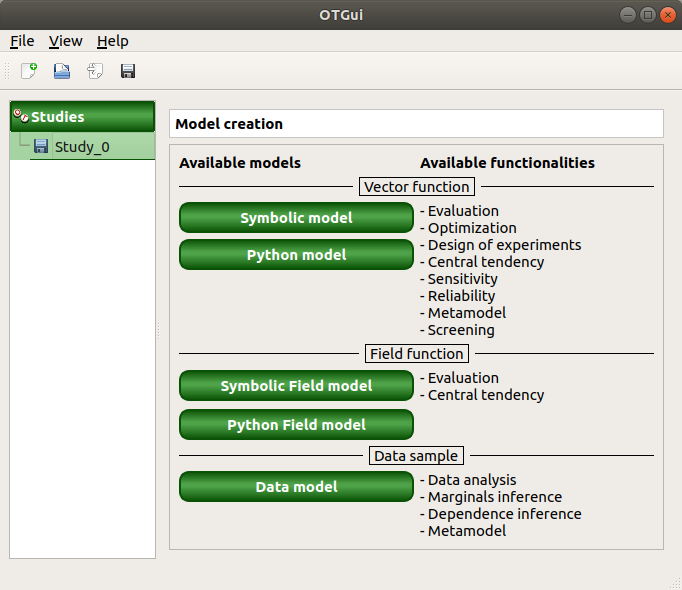 OTGui
File View Help
Studies
Study_0
Model creation
Available models Available functionalities
Vector function
Symbolic model
Python model
- Evaluation
- Optimization
- Design of experiments
- Central tendency
- Sensitivity
- Reliability
- Metamodel
- Screening
Field function
Symbolic Field model
Python Field model
- Evaluation
- Central tendency
Data sample
Data model
- Data analysis
- Marginals inference
- Dependence inference
- Metamodel